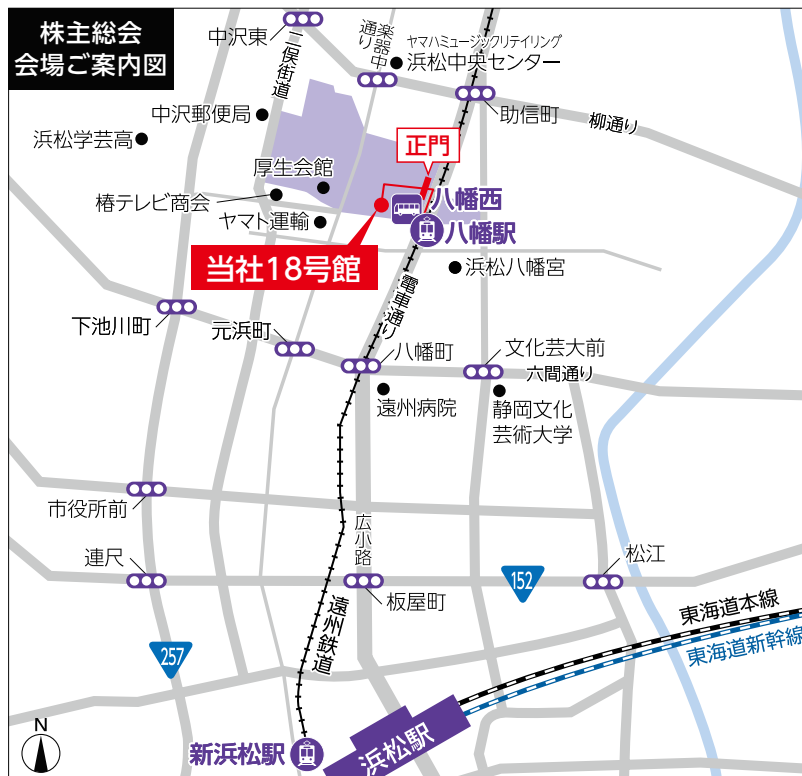 株主総会
会場ご案内図
中沢東
二俣街道
楽器中
通り
ヤマハミュージックリテイリング
浜松中央センター
助信町
柳通り
中沢郵便局
浜松学芸高
正門
厚生会館
椿テレビ商会
ヤマト運輸
八幡西
八幡駅
当社18号館
浜松八幡宮
電車通り
下池川町
元浜町
八幡町
文化芸大前
六間通り
遠州病院
静岡文化
芸術大学
市役所前
広小路
連尺
板屋町
152
松江
遠州鉄道
257
東海道本線
東海道新幹線
N
新浜松駅
浜松駅